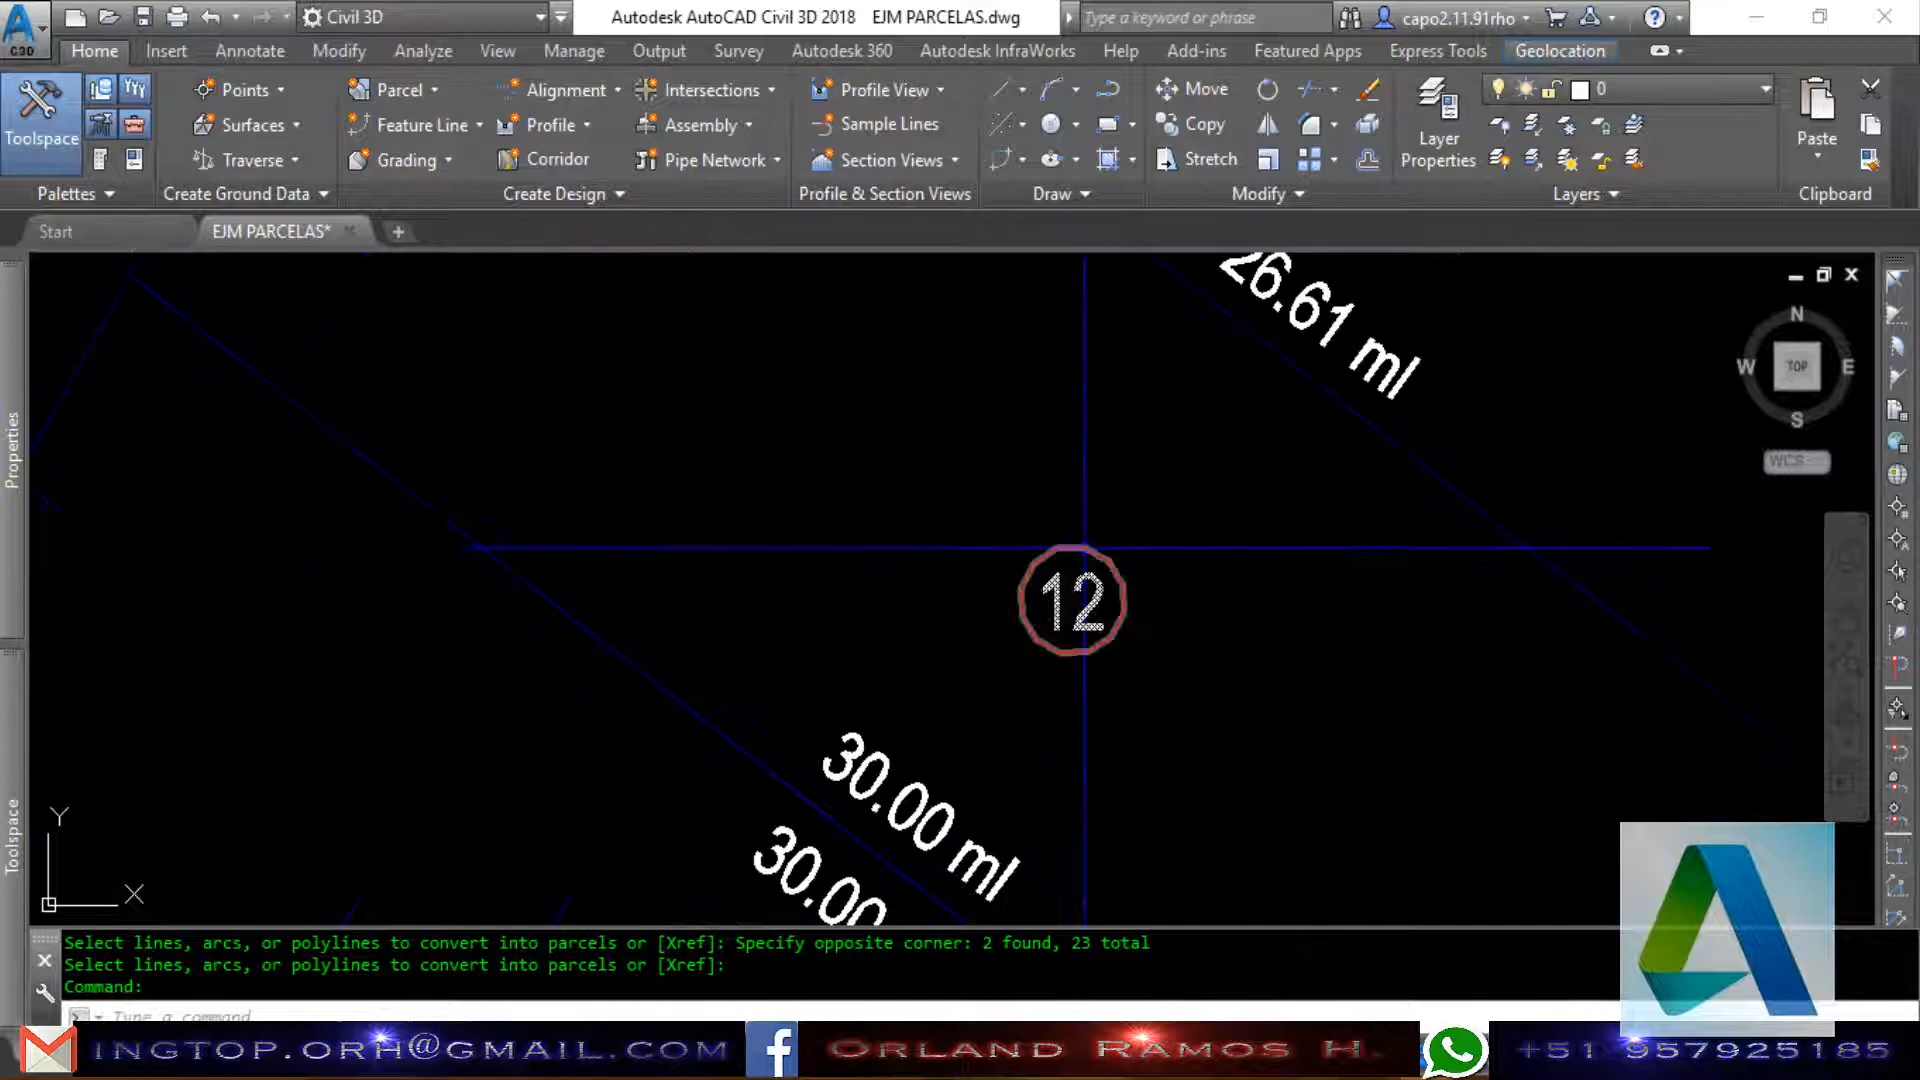 C3D
Civil 3D
Autodesk AutoCAD Civil 3D 2018 EJM PARCELAS.dwg
Type a keyword or phrase
capo2.11.91rho
Home Insert Annotate Modify Analyze View Manage Output Survey Autodesk 360 Autodesk InfraWorks Help Add-ins Featured Apps Express Tools Geolocation
Toolspace
Points
Surfaces
Traverse
Parcel
Feature Line
Grading
Alignment
Profile
Corridor
Intersections
Assembly
Pipe Network
Profile View
Sample Lines
Section Views
Move
Copy
Stretch
Layer
Properties
0
Paste
Palettes Create Ground Data Create Design Profile & Section Views Draw Modify Layers Clipboard
Start EJM PARCELAS*
Properties
Toolspace
26.61 ml
N
W TOP E
S
WCS
12
30.00 ml
30.00
Y
X
Select lines, arcs, or polylines to convert into parcels or [Xref]: Specify opposite corner: 2 found, 23 total
Select lines, arcs, or polylines to convert into parcels or [Xref]:
Command:
Type a command
INGTOP.ORH@GMAIL.COM ORLAND RAMOS H. +51 957925185